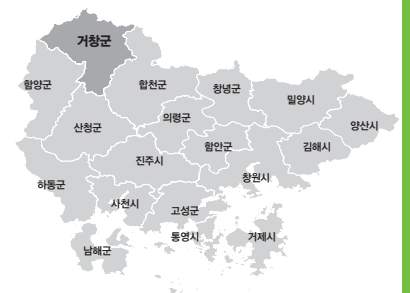 거창군
함양군
합천군
창녕군
밀양시
의령군
산청군
양산시
함안군
김해시
진주시
하동군
창원시
사천시
고성군
통영시
거제시
남해군